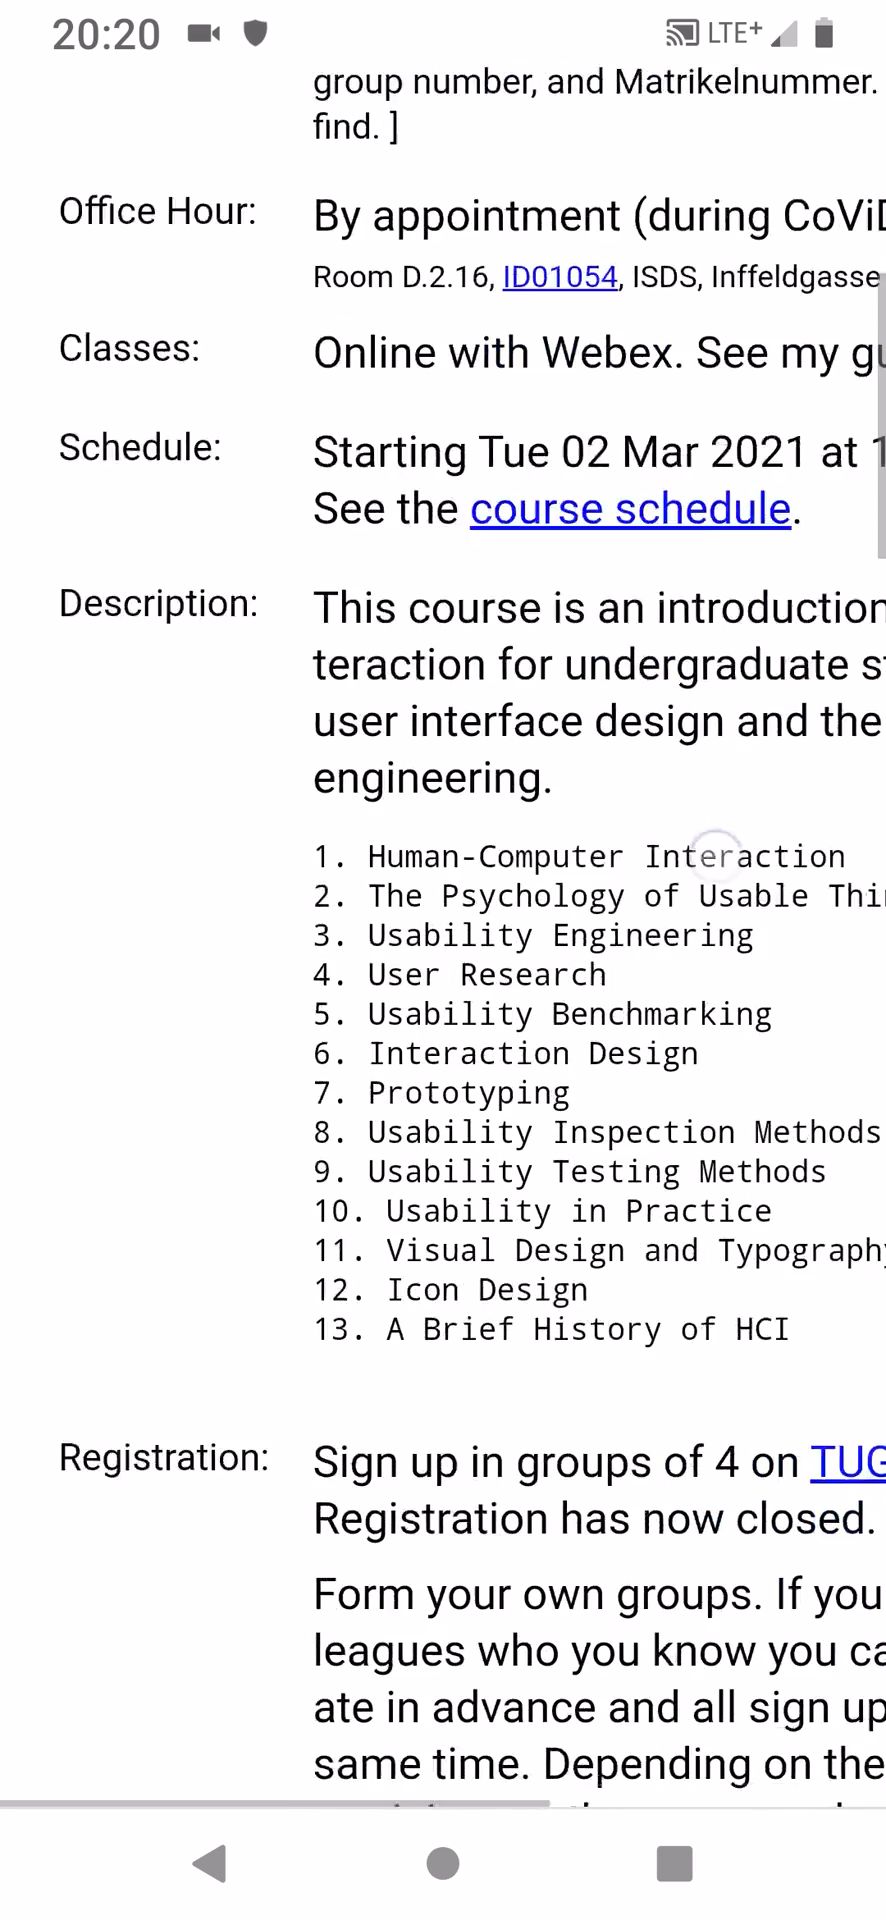 20:20 LTE+
group number, and Matrikelnummer.
find. ]
Office Hour: By appointment (during CoViD
Room D.2.16, ID01054, ISDS, Inffeldgasse
Classes: Online with Webex. See my gu
Schedule: Starting Tue 02 Mar 2021 at 1
See the course schedule.
Description: This course is an introduction
teraction for undergraduate st
user interface design and the
engineering.
1. Human-Computer Interaction
2. The Psychology of Usable Thin
3. Usability Engineering
4. User Research
5. Usability Benchmarking
6. Interaction Design
7. Prototyping
8. Usability Inspection Methods
9. Usability Testing Methods
10. Usability in Practice
11. Visual Design and Typography
12. Icon Design
13. A Brief History of HCI
Registration: Sign up in groups of 4 on TUG
Registration has now closed.
Form your own groups. If you
leagues who you know you ca
ate in advance and all sign up
same time. Depending on the